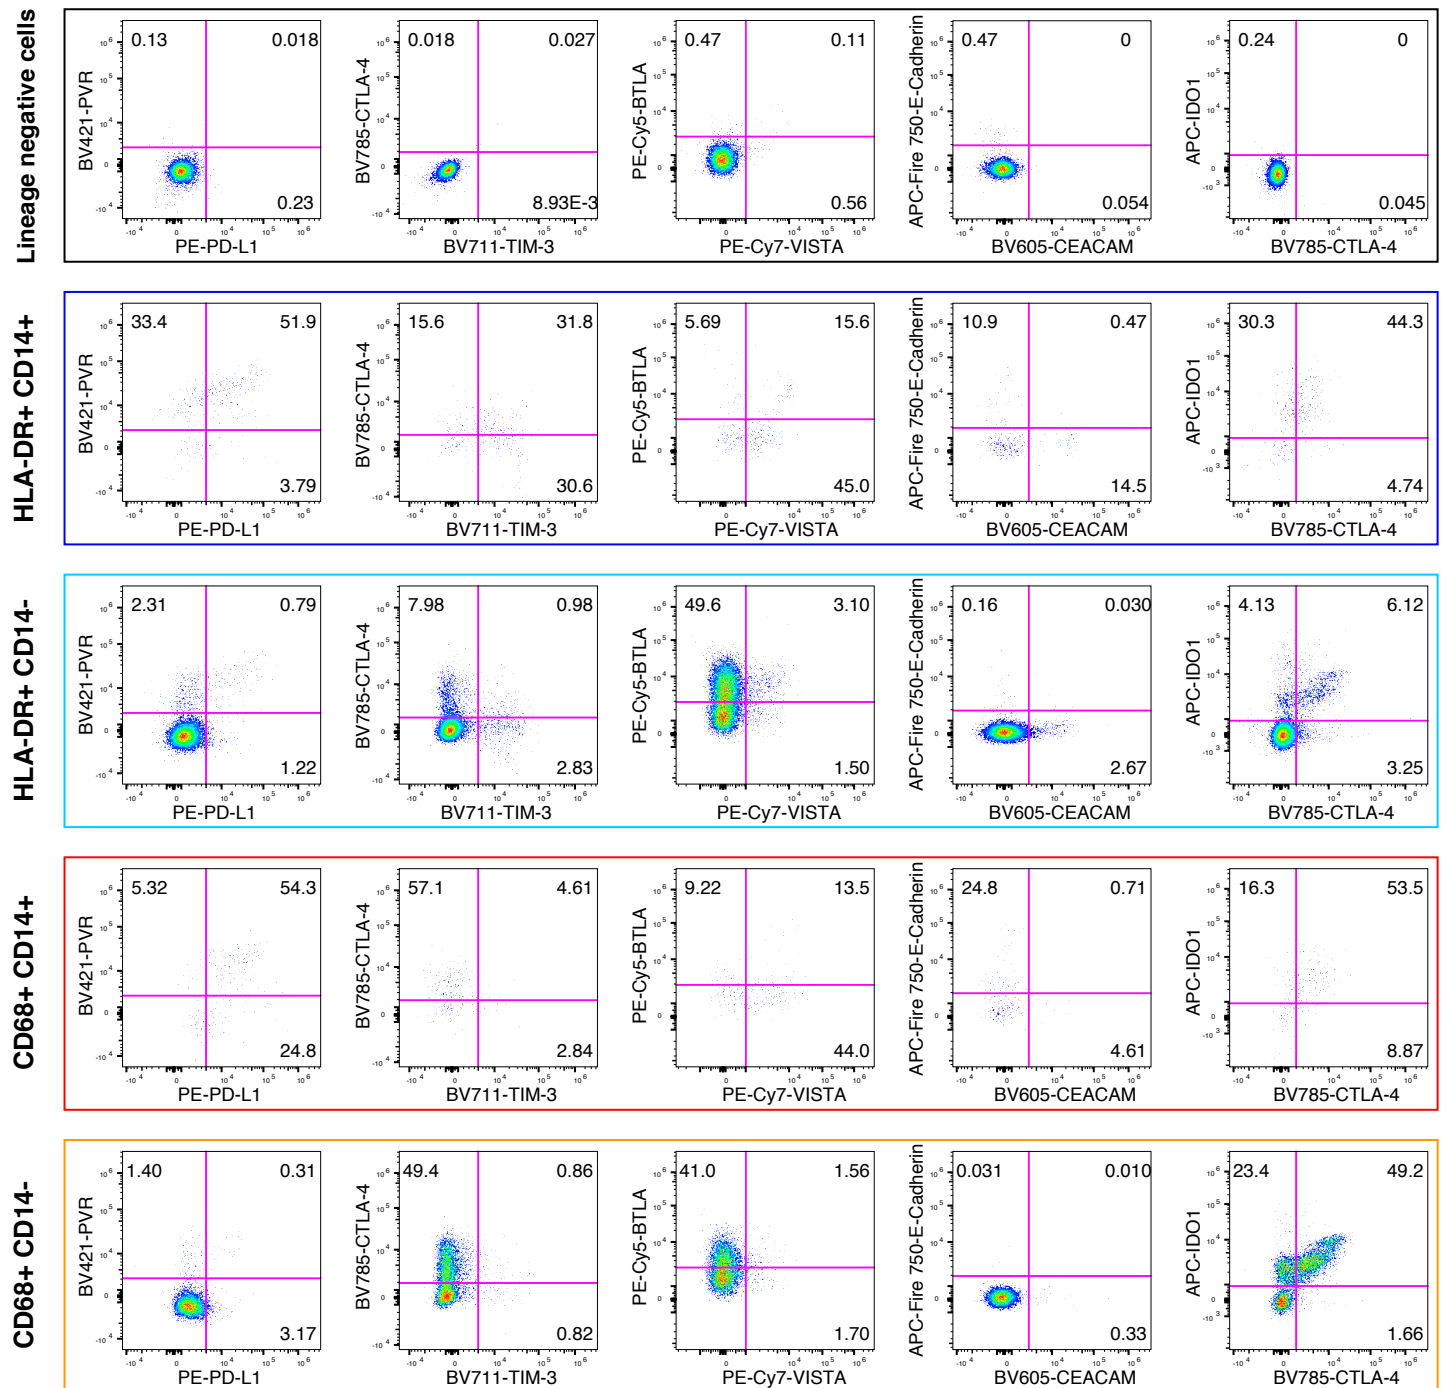 Lineage negative cells
0.13 0.018
0.23
BV421-PVR
PE-PD-L1
0.018 0.027
8.93E-3
BV785-CTLA-4
BV711-TIM-3
0.47 0.11
0.56
PE-Cy5-BTLA
PE-Cy7-VISTA
0.47 0
0.054
APC-Fire 750-E-Cadherin
BV605-CEACAM
0.24 0
0.045
APC-IDO1
BV785-CTLA-4
HLA-DR+ CD14+
33.4 51.9
3.79
BV421-PVR
PE-PD-L1
15.6 31.8
30.6
BV785-CTLA-4
BV711-TIM-3
5.69 15.6
45.0
PE-Cy5-BTLA
PE-Cy7-VISTA
10.9 0.47
14.5
APC-Fire 750-E-Cadherin
BV605-CEACAM
30.3 44.3
4.74
APC-IDO1
BV785-CTLA-4
HLA-DR+ CD14-
2.31 0.79
1.22
BV421-PVR
PE-PD-L1
7.98 0.98
2.83
BV785-CTLA-4
BV711-TIM-3
49.6 3.10
1.50
PE-Cy5-BTLA
PE-Cy7-VISTA
0.16 0.030
2.67
APC-Fire 750-E-Cadherin
BV605-CEACAM
4.13 6.12
3.25
APC-IDO1
BV785-CTLA-4
CD68+ CD14+
5.32 54.3
24.8
BV421-PVR
PE-PD-L1
57.1 4.61
2.84
BV785-CTLA-4
BV711-TIM-3
9.22 13.5
44.0
PE-Cy5-BTLA
PE-Cy7-VISTA
24.8 0.71
4.61
APC-Fire 750-E-Cadherin
BV605-CEACAM
16.3 53.5
8.87
APC-IDO1
BV785-CTLA-4
CD68+ CD14-
1.40 0.31
3.17
BV421-PVR
PE-PD-L1
49.4 0.86
0.82
BV785-CTLA-4
BV711-TIM-3
41.0 1.56
1.70
PE-Cy5-BTLA
PE-Cy7-VISTA
0.031 0.010
0.33
APC-Fire 750-E-Cadherin
BV605-CEACAM
23.4 49.2
1.66
APC-IDO1
BV785-CTLA-4